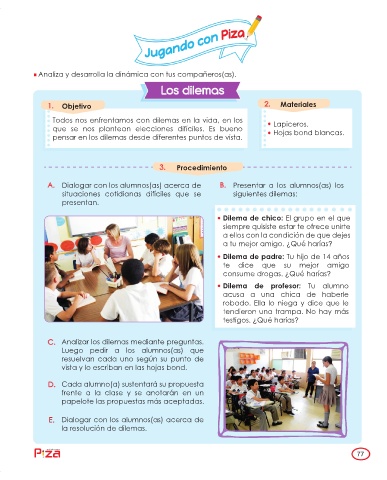 Jugando con Piza
• Analiza y desarrolla la dinámica con tus compañeros(as).
Los dilemas
1. Objetivo
Todos nos enfrentamos con dilemas en la vida, en los
que se nos plantean elecciones difíciles. Es bueno
pensar en los dilemas desde diferentes puntos de vista.
2. Materiales
• Lapiceros.
• Hojas bond blancas.
3. Procedimiento
A. Dialogar con los alumnos(as) acerca de
situaciones cotidianas difíciles que se
presentan.
B. Presentar a los alumnos(as) los
siguientes dilemas:
• Dilema de chico: El grupo en el que
siempre quisiste estar te ofrece unirte
a ellos con la condición de que dejes
a tu mejor amigo. ¿Qué harías?
• Dilema de padre: Tu hijo de 14 años
te dice que su mejor amigo
consume drogas. ¿Qué harías?
• Dilema de profesor: Tu alumno
acusa a una chica de haberle
robado. Ella lo niega y dice que le
tendieron una trampa. No hay más
testigos. ¿Qué harías?
C. Analizar los dilemas mediante preguntas.
Luego pedir a los alumnos(as) que
resuelvan cada uno según su punto de
vista y lo escriban en las hojas bond.
D. Cada alumno(a) sustentará su propuesta
frente a la clase y se anotarán en un
papelote las propuestas más aceptadas.
E. Dialogar con los alumnos(as) acerca de
la resolución de dilemas.
Piza
77